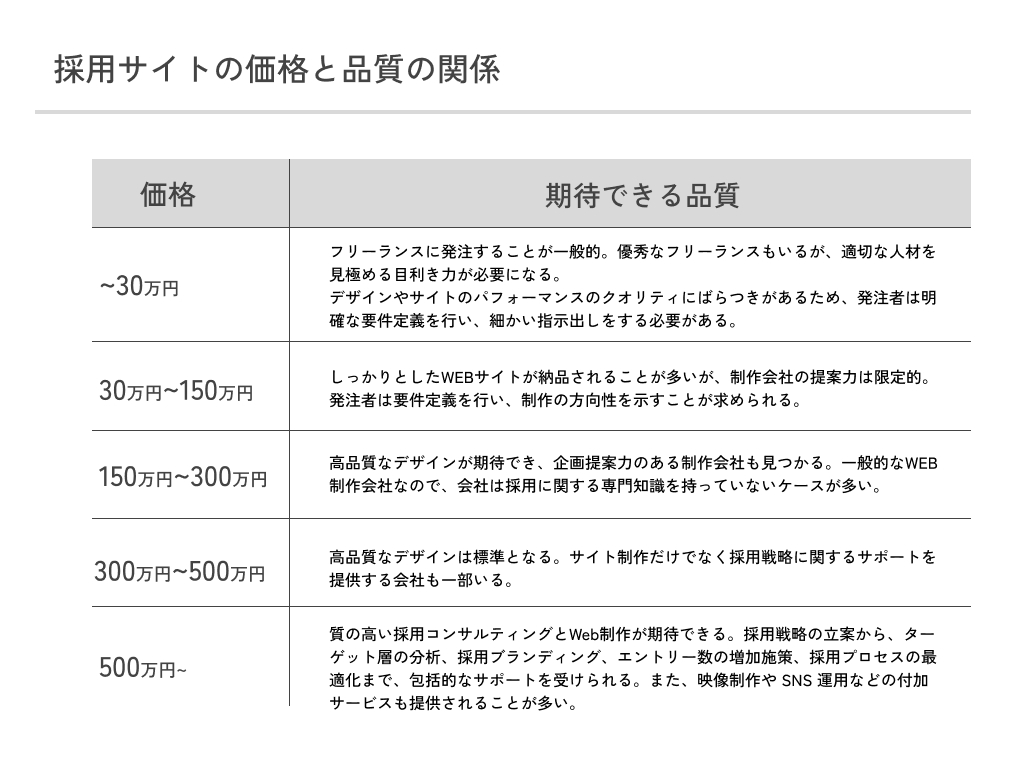 採用サイトの価格と品質の関係
価格
期待できる品質
~30万円
フリーランスに発注することが一般的。優秀なフリーランスもいるが、適切な人材を
見極める目利き力が必要になる。
デザインやサイトのパフォーマンスのクオリティにばらつきがあるため、発注者は明
確な要件定義を行い、細かい指示出しをする必要がある。
30万円~150万円
しっかりとしたWEBサイトが納品されることが多いが、制作会社の提案力は限定的。
発注者は要件定義を行い、制作の方向性を示すことが求められる。
150万円~300万円
高品質なデザインが期待でき、企画提案力のある制作会社も見つかる。一般的なWEB
制作会社なので、会社は採用に関する専門知識を持っていないケースが多い。
300万円~500万円
高品質なデザインは標準となる。サイト制作だけでなく採用戦略に関するサポートを
提供する会社も一部いる。
500万円~
質の高い採用コンサルティングとWeb制作が期待できる。採用戦略の立案から、ター
ゲット層の分析、採用ブランディング、エントリー数の増加施策、採用プロセスの最
適化まで、包括的なサポートを受けられる。また、映像制作や SNS 運用などの付加
サービスも提供されることが多い。